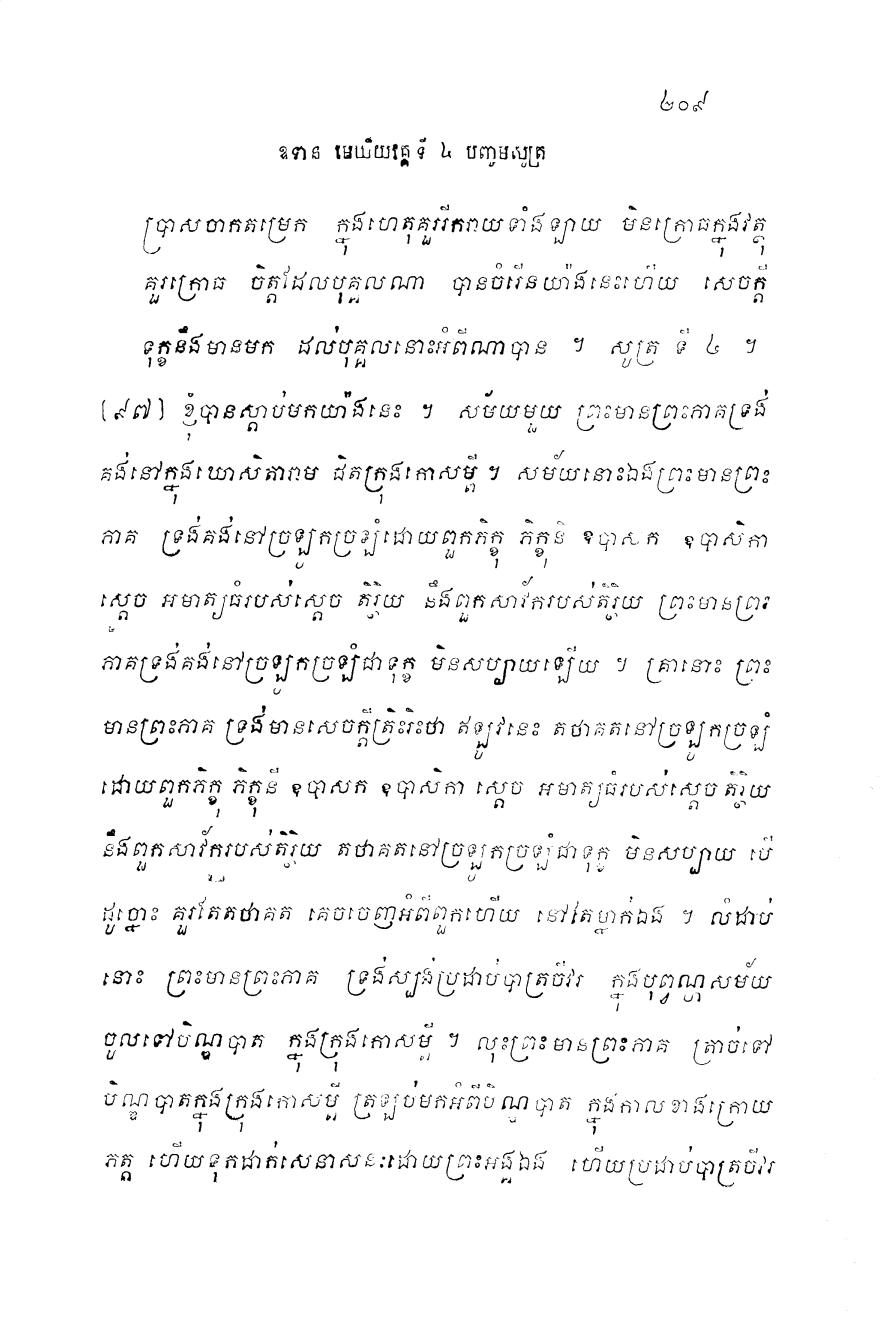 ២០៩
ឧទាន មេឃិយវគ្គទី ៤ បញ្ចមសូត្រ
ប្រាសចាកតម្រេក ក្នុងហេតុគួររីករាយទាំងឡាយ មិនក្រោធក្នុងវត្ថុ
គួរក្រោធ ចិត្តដែលបុគ្គលណា បានចំរើនយ៉ាងនេះហើយ សេចក្តី
ទុក្ខនឹងមានមក ដល់បុគ្គលនោះអំពីណាបាន ។ សូត្រ ទី ៤ ។
[៩៧] ខ្ញុំបានស្តាប់មកយ៉ាងនេះ ។ សម័យមួយ ព្រះមានព្រះភាគទ្រង់
គង់នៅក្នុងឃោសិតារាម ជិតក្រុងកោសម្ពី ។ សម័យនោះឯងព្រះមានព្រះ
ភាគ ទ្រង់គង់នៅច្រឡូកច្រឡំដោយពួកភិក្ខុ ភិក្ខុនី ឧបាសក ឧបាសិកា
ស្តេច អមាត្យធំរបស់ស្តេច តិរ្ថិយ នឹងពួកសាវ័ករបស់តិរ្ថិយ ព្រះមានព្រះ
ភាគទ្រង់គង់នៅច្រឡូកច្រឡំជាទុក្ខ មិនសប្បាយឡើយ ។ គ្រានោះ ព្រះ
មានព្រះភាគ ទ្រង់មានសេចក្តីត្រិះរិះថា ឥឡូវនេះ តថាគតនៅច្រឡូកច្រឡំ
ដោយពួកភិក្ខុ ភិក្ខុនី ឧបាសក ឧបាសិកា ស្តេច អមាត្យធំរបស់ស្តេច តិរ្ថិយ
នឹងពួកសាវ័ករបស់តិរ្ថិយ តថាគតនៅច្រឡូកច្រឡំជាទុក្ខ មិនសប្បាយ បើ
ដូច្នោះ គួរតែតថាគត គេចចេញអំពីពួកហើយ នៅតែម្នាក់ឯង ។ លំដាប់
នោះ ព្រះមានព្រះភាគ ទ្រង់ស្បង់ប្រដាប់បាត្រចីវរ ក្នុងបុព្វណ្ហសម័យ
ចូលទៅបិណ្ឌបាត ក្នុងក្រុងកោសម្ពី ។ លុះព្រះមានព្រះភាគ ត្រាច់ទៅ
បិណ្ឌបាតក្នុងក្រុងកោសម្ពី ត្រឡប់មកអំពីបិណ្ឌបាត ក្នុងកាលខាងក្រោយ
ភត្ត ហើយទុកដាក់សេនាសនៈដោយព្រះអង្គឯង ហើយប្រដាប់បាត្រចីវរ